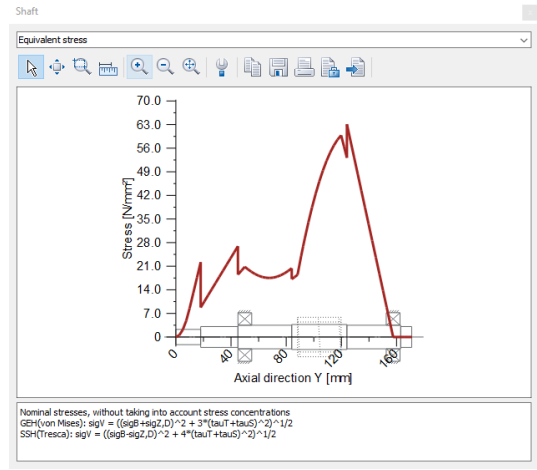 Shaft
Equivalent stress
70.0
63.0
56.0
49.0
42.0
35.0
28.0
21.0
14.0
7.0
0
Stress [N/mm²]
0 40 80 120 160
Axial direction Y [mm]
Nominal stresses, without taking into account stress concentrations
GEH(von Mises): sigV = ((sigB+sigZ,D)^2 + 3*(tauT+tauS)^2)^1/2
SSH(Tresca): sigV = ((sigB-sigZ,D)^2 + 4*(tauT+tauS)^2)^1/2